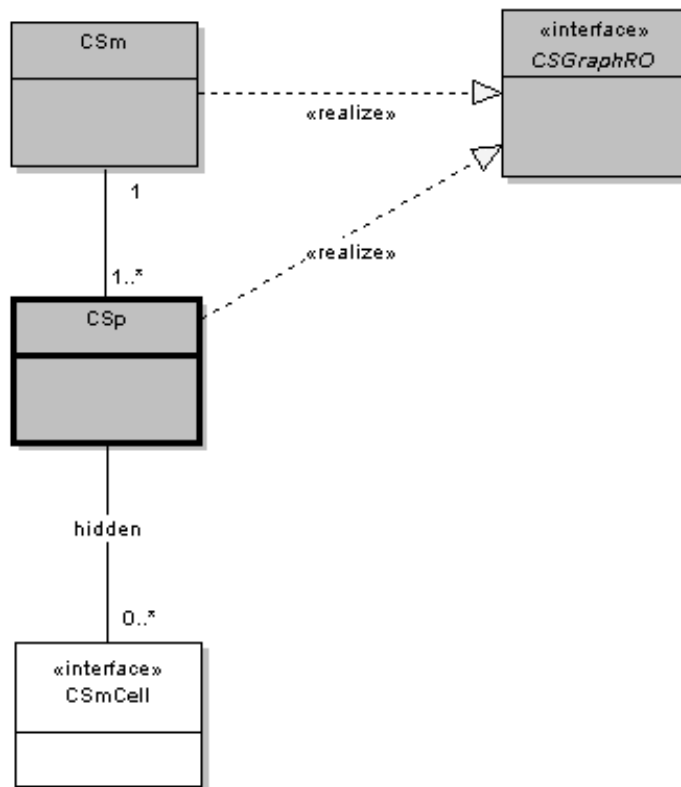 CSm
«interface»
CSGraphRO
«realize»
1
«realize»
1..*
CSp
hidden
0..*
«interface»
CSmCell